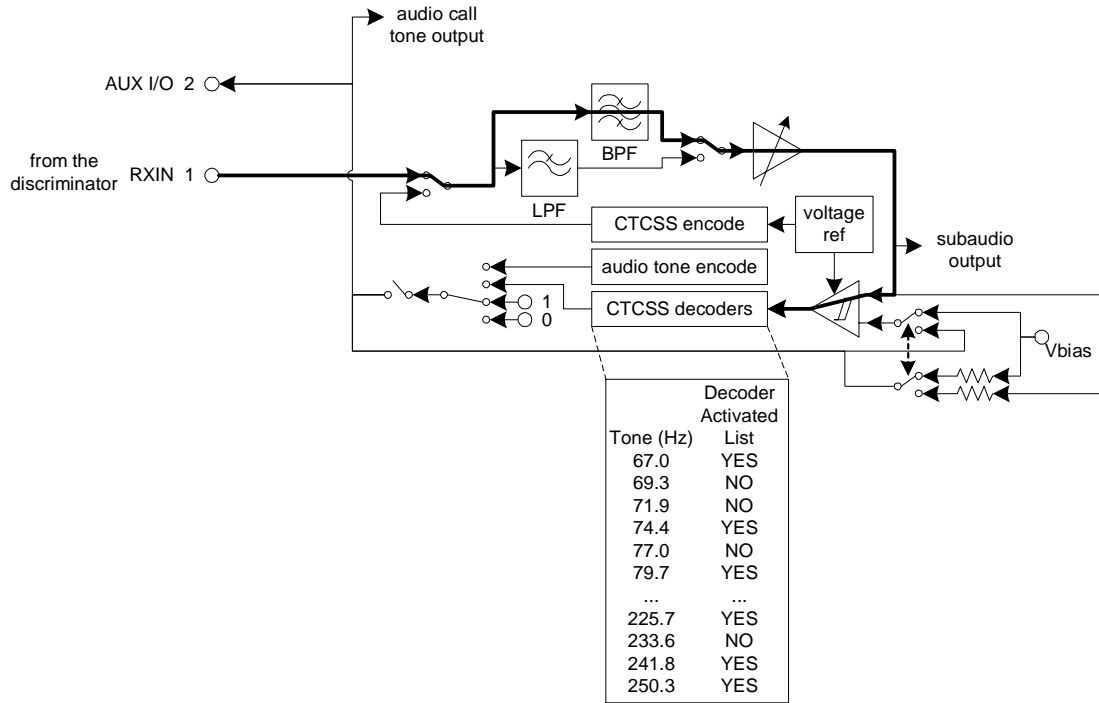 audio call
tone output
AUX I/O 2
from the
discriminator
RXIN 1
BPF
LPF
CTCSS encode
voltage
ref
subaudio
output
audio tone encode
CTCSS decoders
1
0
Vbias
Decoder
Activated
Tone (Hz) List
67.0 YES
69.3 NO
71.9 NO
74.4 YES
77.0 NO
79.7 YES
... ...
225.7 YES
233.6 NO
241.8 YES
250.3 YES